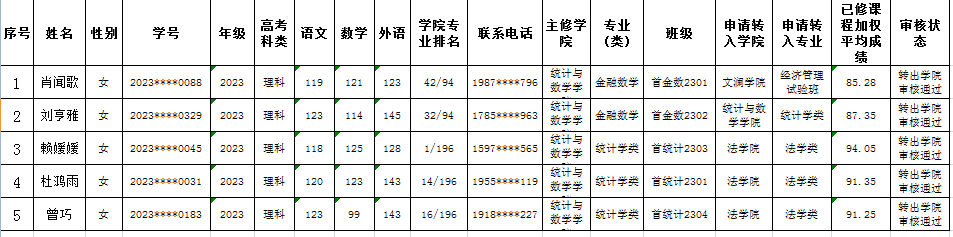 序号 姓名 性别 学号 年级 高考科类 语文 数学 外语 学院专业排名 联系电话 主修学院 专业（类） 班级 申请转入学院 申请转入专业 已修课程加权平均成绩 审核状态
1 肖闻歌 女 2023****0088 2023 理科 119 121 123 42/94 1987****796 统计与数学学 金融数学 首金数2301 文澜学院 经济管理试验班 85.28 转出学院审核通过
2 刘亨雅 女 2023****0329 2023 理科 123 114 145 32/94 1785****963 统计与数学学 金融数学 首金数2302 统计与数学学院 统计学类 87.35 转出学院审核通过
3 赖媛媛 女 2023****0045 2023 理科 118 125 128 1/196 1597****565 统计与数学学 统计学类 首统计2303 法学院 法学类 94.05 转出学院审核通过
4 杜鸿雨 女 2023****0031 2023 理科 120 123 143 14/196 1955****119 统计与数学学 统计学类 首统计2301 法学院 法学类 91.35 转出学院审核通过
5 曾巧 女 2023****0183 2023 理科 123 99 143 16/196 1918****227 统计与数学学 统计学类 首统计2304 法学院 法学类 91.25 转出学院审核通过